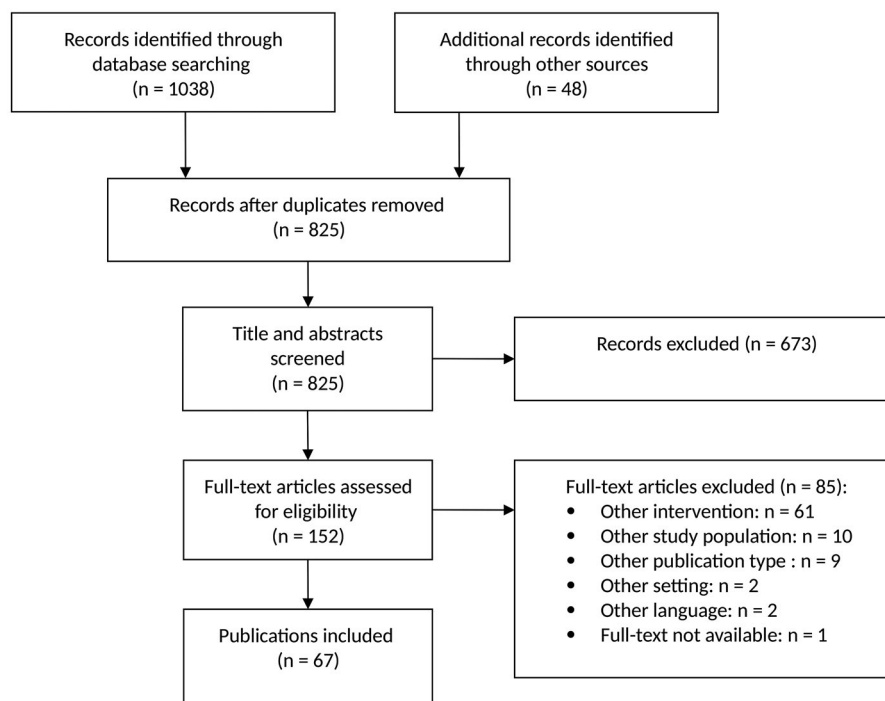 Records identified through
database searching
(n = 1038)
Additional records identified
through other sources
(n = 48)
Records after duplicates removed
(n = 825)
Title and abstracts
screened
(n = 825)
Records excluded (n = 673)
Full-text articles assessed
for eligibility
(n = 152)
Full-text articles excluded (n = 85):
• Other intervention: n = 61
• Other study population: n = 10
• Other publication type : n = 9
• Other setting: n = 2
• Other language: n = 2
• Full-text not available: n = 1
Publications included
(n = 67)